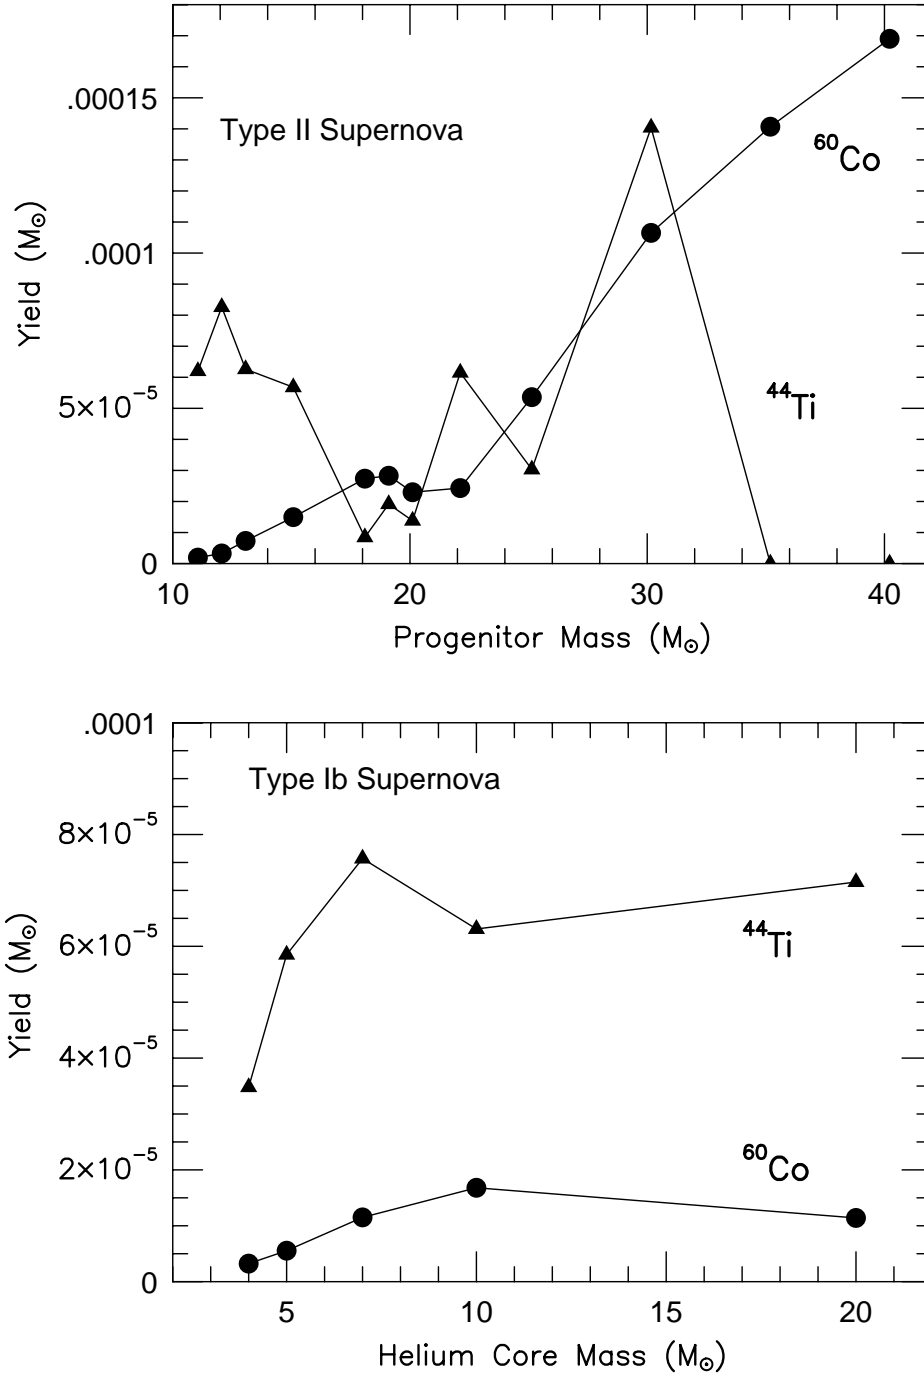 .00015
Type II Supernova
⁶⁰Co
.0001
Yield (M☉)
5×10⁻⁵
⁴⁴Ti
0
10 20 30 40
Progenitor Mass (M☉)
.0001
Type Ib Supernova
8×10⁻⁵
6×10⁻⁵
⁴⁴Ti
Yield (M☉)
4×10⁻⁵
2×10⁻⁵
⁶⁰Co
0
5 10 15 20
Helium Core Mass (M☉)